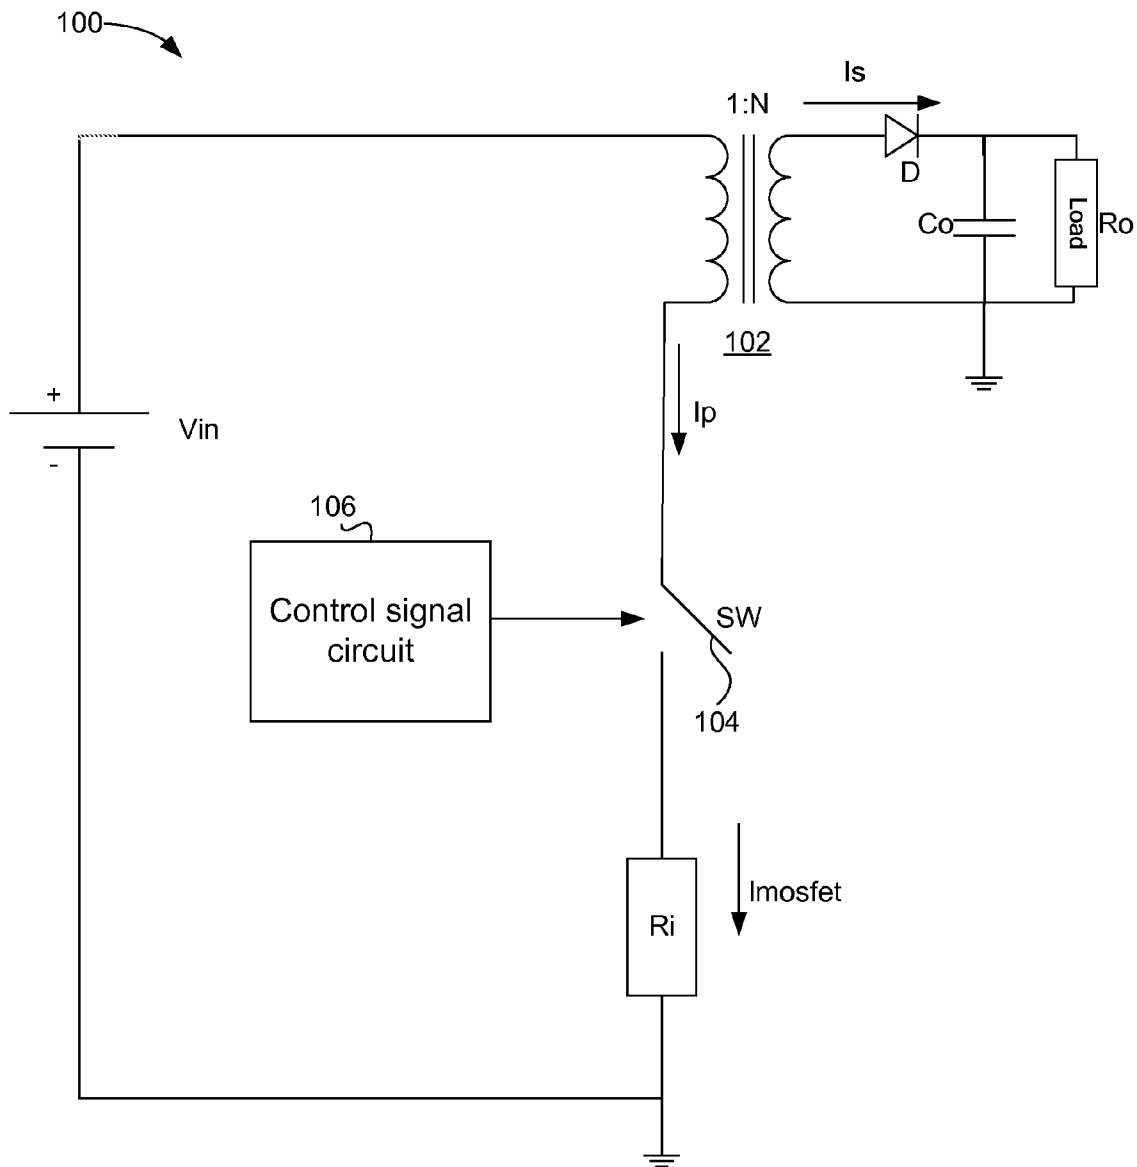 100
Is
1:N
D
Co
Load
Ro
102
+
Vin
-
Ip
106
Control signal
circuit
SW
104
Imosfet
Ri